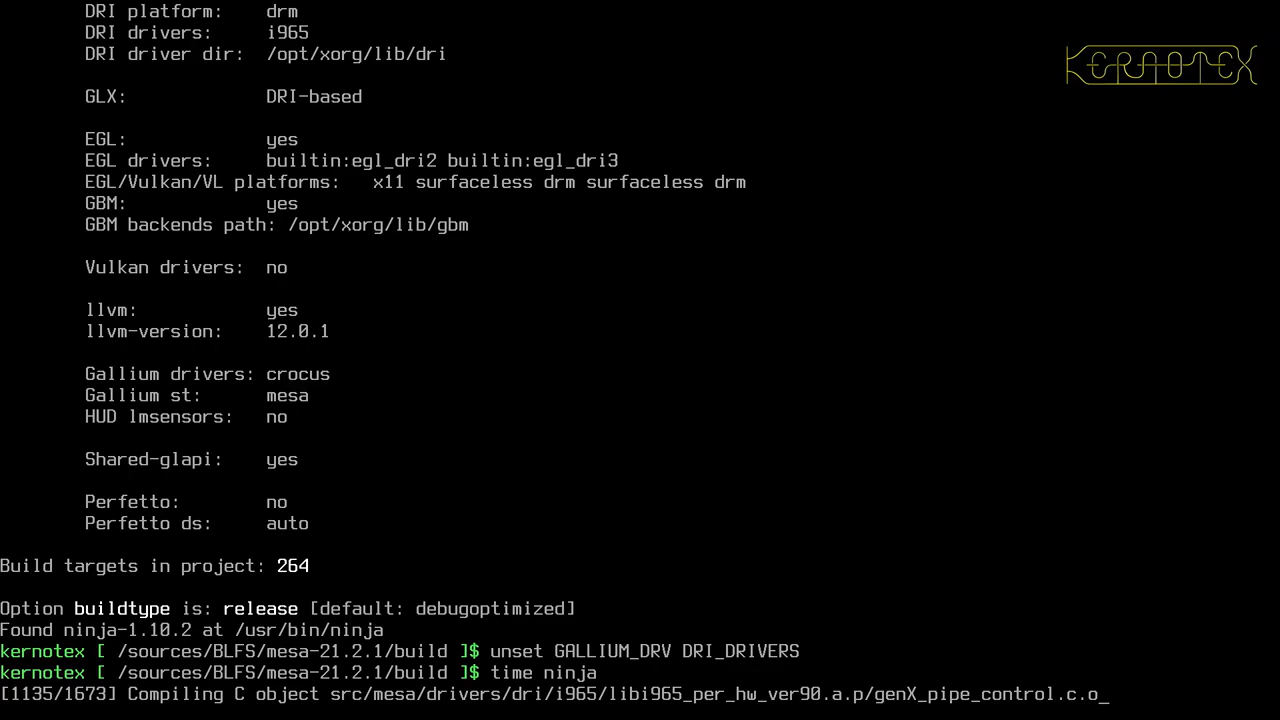 DRI platform: drm
DRI drivers: i965
DRI driver dir: /opt/xorg/lib/dri
KERNOTEX
GLX: DRI-based
EGL: yes
EGL drivers: builtin:egl_dri2 builtin:egl_dri3
EGL/Vulkan/VL platforms: x11 surfaceless drm surfaceless drm
GBM: yes
GBM backends path: /opt/xorg/lib/gbm
Vulkan drivers: no
llvm: yes
llvm-version: 12.0.1
Gallium drivers: crocus
Gallium st: mesa
HUD lmsensors: no
Shared-glapi: yes
Perfetto: no
Perfetto ds: auto
Build targets in project: 264
Option buildtype is: release [default: debugoptimized]
Found ninja-1.10.2 at /usr/bin/ninja
kernotex [ /sources/BLFS/mesa-21.2.1/build ]$ unset GALLIUM_DRV DRI_DRIVERS
kernotex [ /sources/BLFS/mesa-21.2.1/build ]$ time ninja
[1135/1673] Compiling C object src/mesa/drivers/dri/i965/libi965_per_hw_ver90.a.p/genX_pipe_control.c.o_